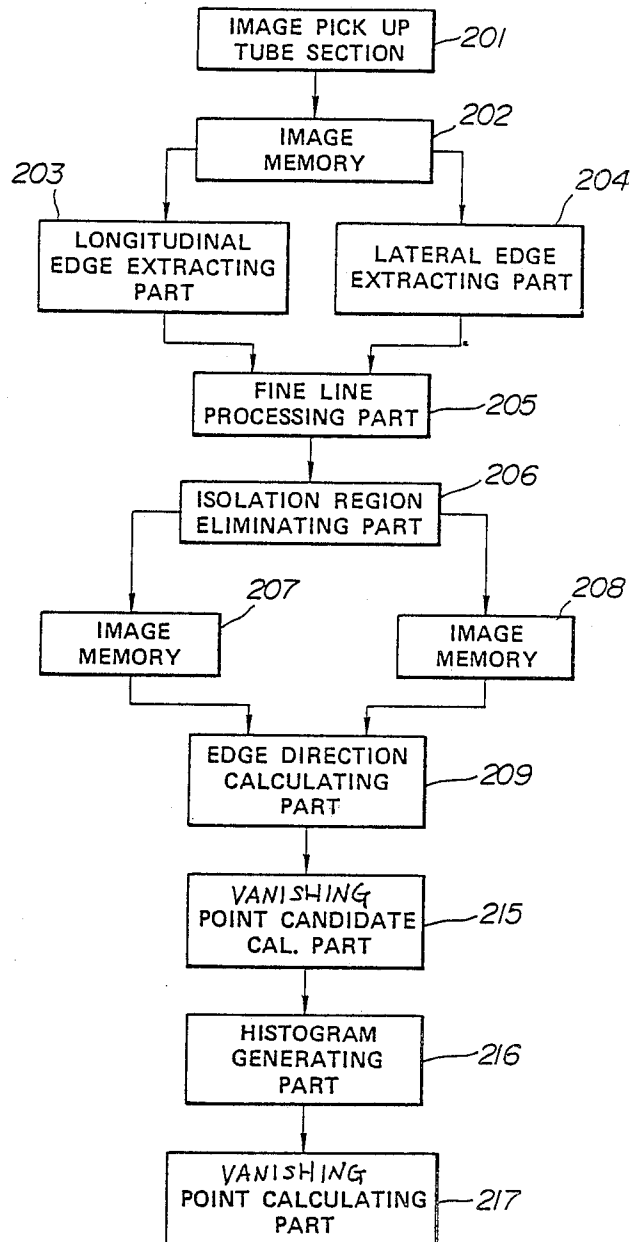 IMAGE PICK UP
TUBE SECTION
201
IMAGE
MEMORY
202
203
LONGITUDINAL
EDGE EXTRACTING
PART
204
LATERAL EDGE
EXTRACTING PART
FINE LINE
PROCESSING PART
205
ISOLATION REGION
ELIMINATING PART
206
207
IMAGE
MEMORY
208
IMAGE
MEMORY
EDGE DIRECTION
CALCULATING
PART
209
VANISHING
POINT CANDIDATE
CAL. PART
215
HISTOGRAM
GENERATING
PART
216
VANISHING
POINT CALCULATING
PART
217